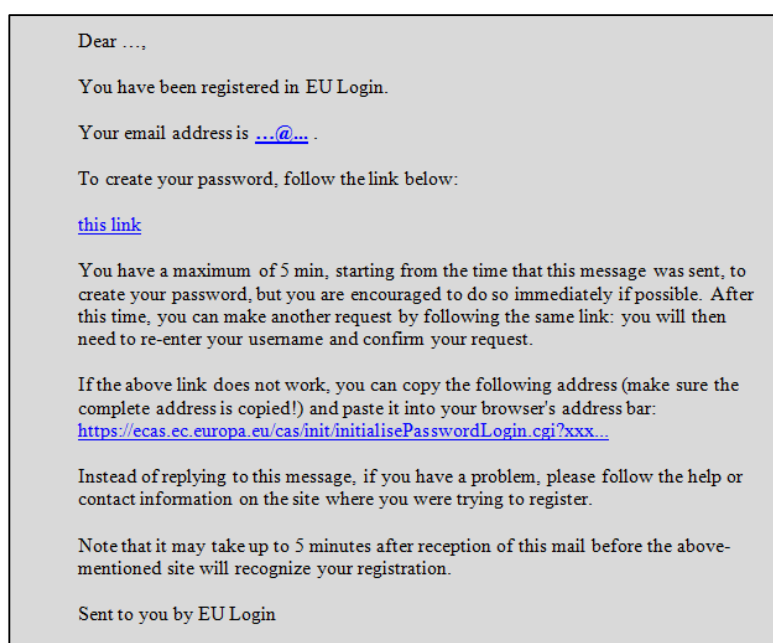 Dear …,
You have been registered in EU Login.
Your email address is …@... .
To create your password, follow the link below:
this link
You have a maximum of 5 min, starting from the time that this message was sent, to
create your password, but you are encouraged to do so immediately if possible. After
this time, you can make another request by following the same link: you will then
need to re-enter your username and confirm your request.
If the above link does not work, you can copy the following address (make sure the
complete address is copied!) and paste it into your browser's address bar:
https://ecas.ec.europa.eu/cas/init/initialisePasswordLogin.cgi?xxx...
Instead of replying to this message, if you have a problem, please follow the help or
contact information on the site where you were trying to register.
Note that it may take up to 5 minutes after reception of this mail before the above-
mentioned site will recognize your registration.
Sent to you by EU Login